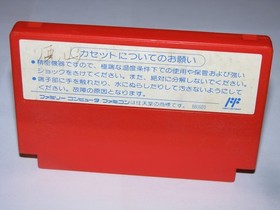 カセットについてのお願い
●精密機器ですので、極端な温度条件下での使用や保管および強い
ショックをさけてください。また、絶対に分解しないでください。
●端子部に手を触れたり、水にぬらしたりして汚さないようにして
ください。故障の原因となります。
ファミリーコンピュータ ファミコンは任天堂の商標です。
FF